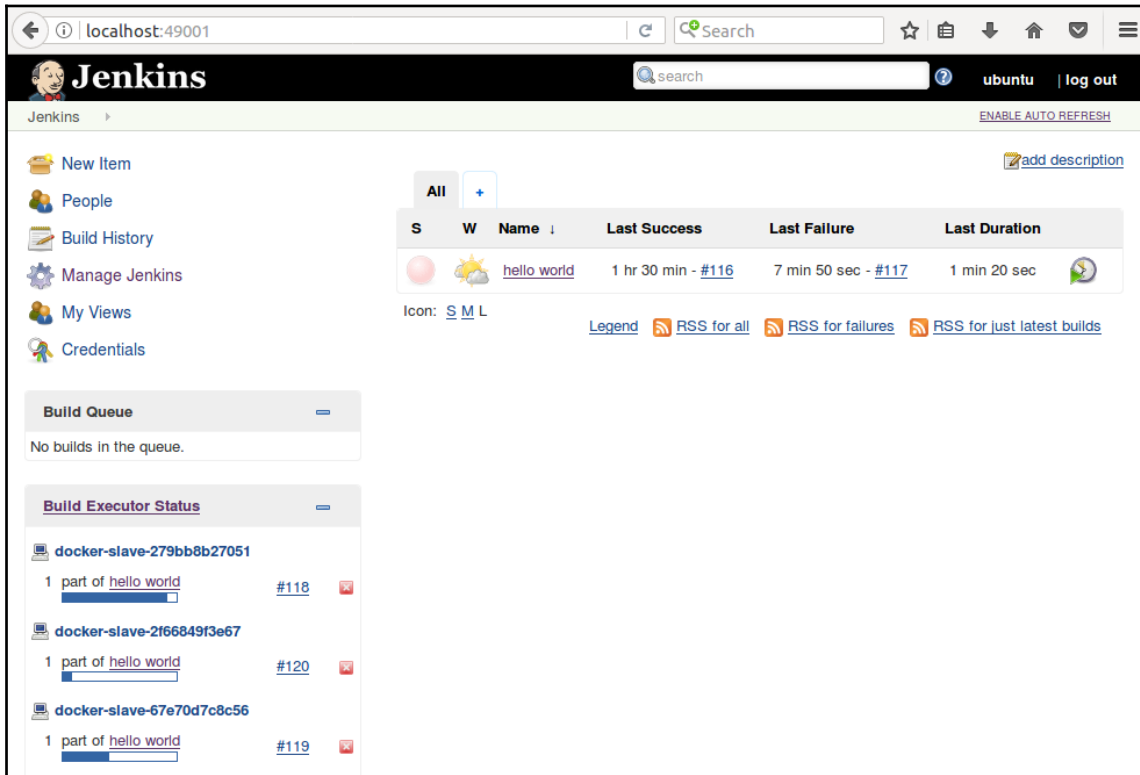 localhost:49001 Search
Jenkins search ubuntu | log out
Jenkins ENABLE AUTO REFRESH
add description
New Item
People
Build History
Manage Jenkins
My Views
Credentials
All +
S W Name ↓ Last Success Last Failure Last Duration
hello world 1 hr 30 min - #116 7 min 50 sec - #117 1 min 20 sec
Icon: S M L
Legend RSS for all RSS for failures RSS for just latest builds
Build Queue
No builds in the queue.
Build Executor Status
docker-slave-279bb8b27051
1 part of hello world #118
docker-slave-2f66849f3e67
1 part of hello world #120
docker-slave-67e70d7c8c56
1 part of hello world #119